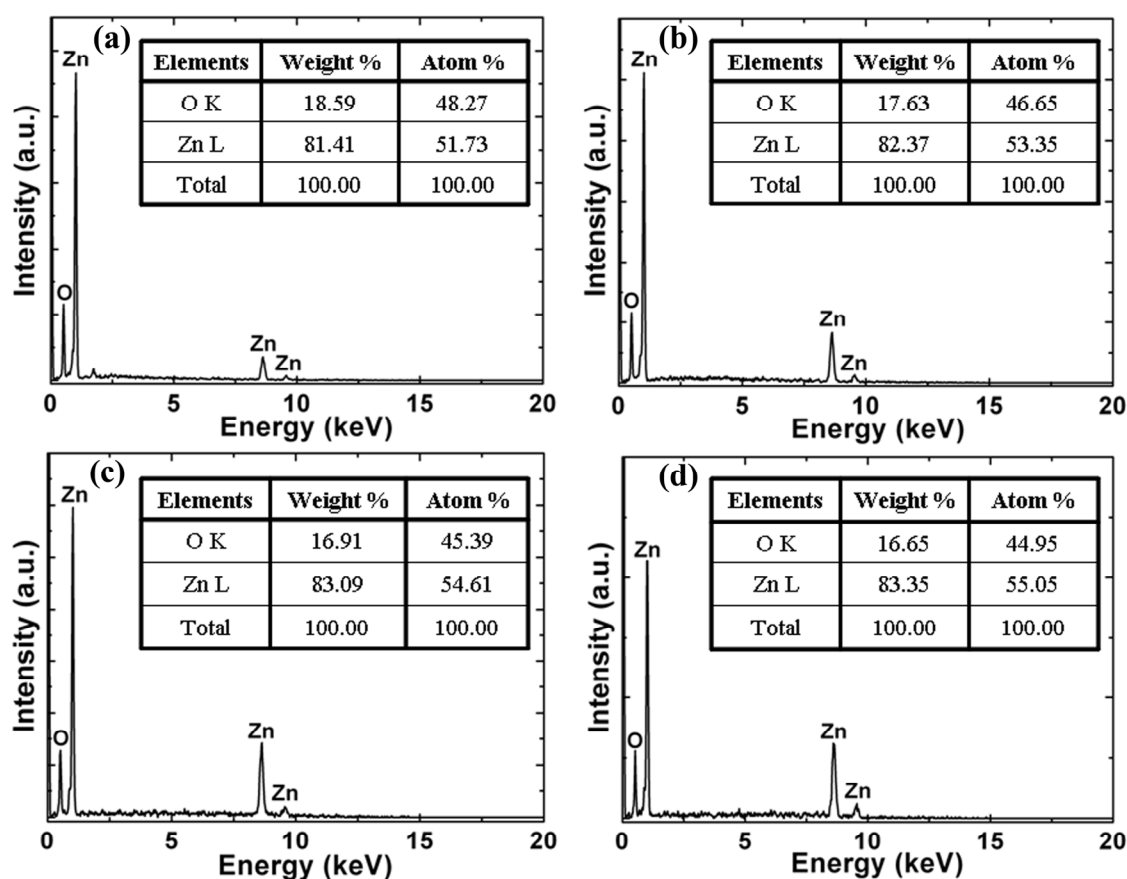 (a)
Zn
Elements Weight % Atom %
O K 18.59 48.27
Zn L 81.41 51.73
Total 100.00 100.00
O
Zn
Zn
Intensity (a.u.)
0 5 10 15 20
Energy (keV)
(b)
Zn
Elements Weight % Atom %
O K 17.63 46.65
Zn L 82.37 53.35
Total 100.00 100.00
O
Zn
Zn
Intensity (a.u.)
0 5 10 15 20
Energy (keV)
(c)
Zn
Elements Weight % Atom %
O K 16.91 45.39
Zn L 83.09 54.61
Total 100.00 100.00
O
Zn
Zn
Intensity (a.u.)
0 5 10 15 20
Energy (keV)
(d)
Zn
Elements Weight % Atom %
O K 16.65 44.95
Zn L 83.35 55.05
Total 100.00 100.00
O
Zn
Zn
Intensity (a.u.)
0 5 10 15 20
Energy (keV)